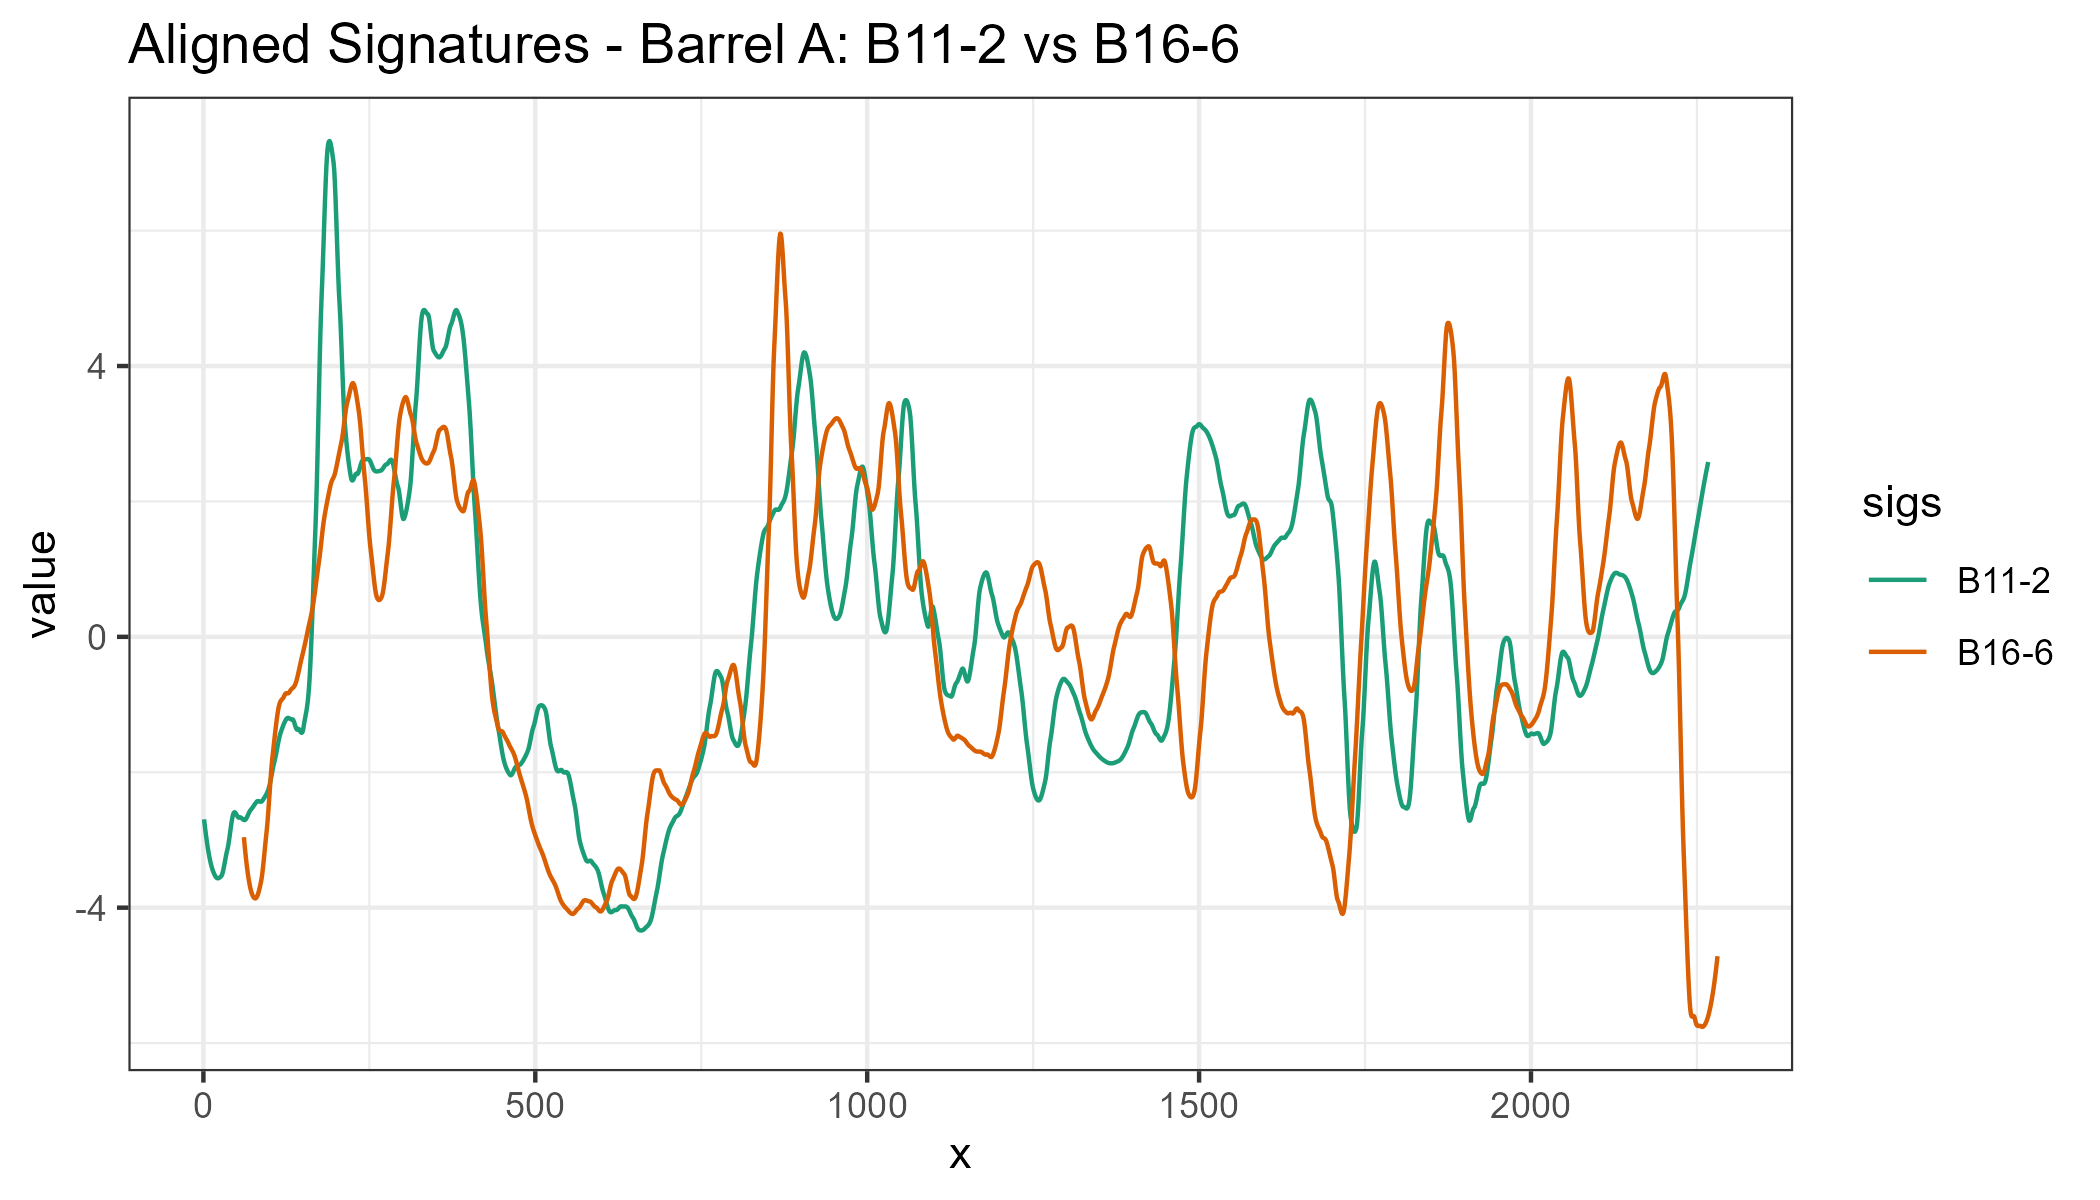 Aligned Signatures - Barrel A: B11-2 vs B16-6
value
4
0
-4
0
500
1000
1500
2000
x
sigs
B11-2
B16-6